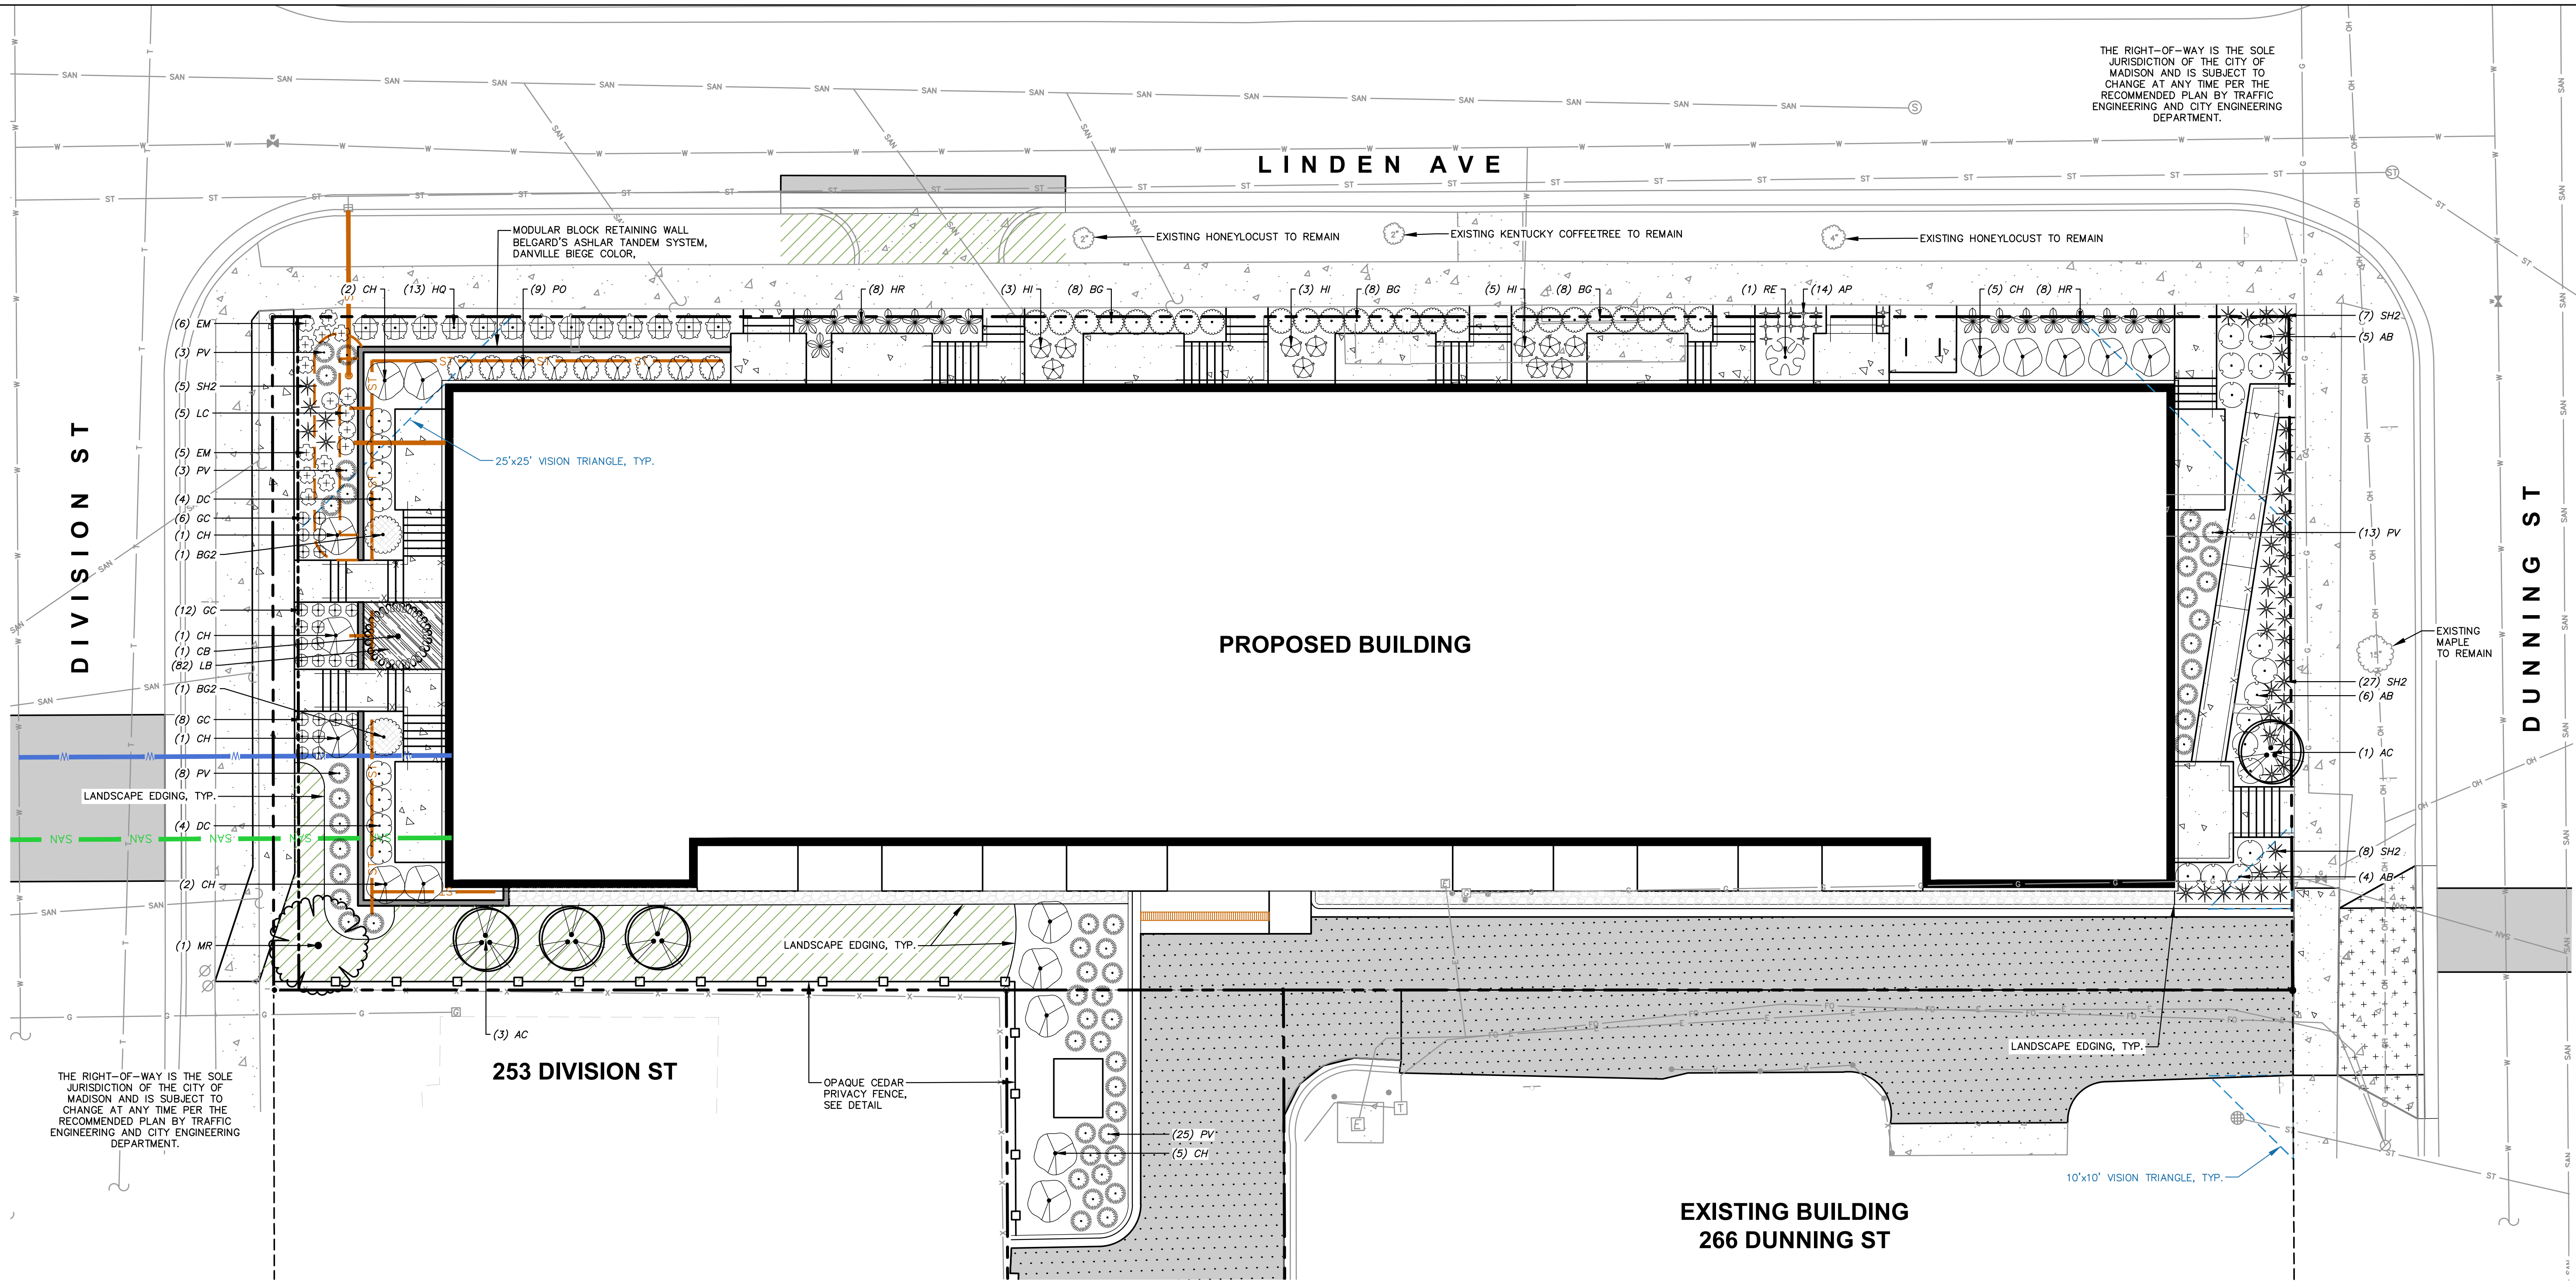 THE RIGHT-OF-WAY IS THE SOLE
JURISDICTION OF THE CITY OF
MADISON AND IS SUBJECT TO
CHANGE AT ANY TIME PER THE
RECOMMENDED PLAN BY TRAFFIC
ENGINEERING AND CITY ENGINEERING
DEPARTMENT.
LINDEN AVE
MODULAR BLOCK RETAINING WALL
BELGARD'S ASHLAR TANDEM SYSTEM,
DANVILLE BIEGE COLOR,
2"
EXISTING HONEYLOCUST TO REMAIN
2"
EXISTING KENTUCKY COFFEETREE TO REMAIN
4"
EXISTING HONEYLOCUST TO REMAIN
(2) CH
(13) HQ
(9) PO
(8) HR
(3) HI
(8) BG
(3) HI
(8) BG
(5) HI
(8) BG
(1) RE
(14) AP
(5) CH
(8) HR
(6) EM
(3) PV
(5) SH2
(5) LC
(5) EM
(3) PV
(4) DC
(6) GC
(1) CH
(1) BG2
(12) GC
(1) CH
(1) CB
(82) LB
(1) BG2
(8) GC
(1) CH
(8) PV
LANDSCAPE EDGING, TYP.
(4) DC
(2) CH
(1) MR
DIVISION ST
25'x25' VISION TRIANGLE, TYP.
PROPOSED BUILDING
(7) SH2
(5) AB
(13) PV
EXISTING
MAPLE
TO REMAIN
15"
(27) SH2
(6) AB
(1) AC
(8) SH2
(4) AB
DUNNING ST
LANDSCAPE EDGING, TYP.
(3) AC
253 DIVISION ST
OPAQUE CEDAR
PRIVACY FENCE,
SEE DETAIL
(25) PV
(5) CH
LANDSCAPE EDGING, TYP.
10'x10' VISION TRIANGLE, TYP.
EXISTING BUILDING
266 DUNNING ST
THE RIGHT-OF-WAY IS THE SOLE
JURISDICTION OF THE CITY OF
MADISON AND IS SUBJECT TO
CHANGE AT ANY TIME PER THE
RECOMMENDED PLAN BY TRAFFIC
ENGINEERING AND CITY ENGINEERING
DEPARTMENT.